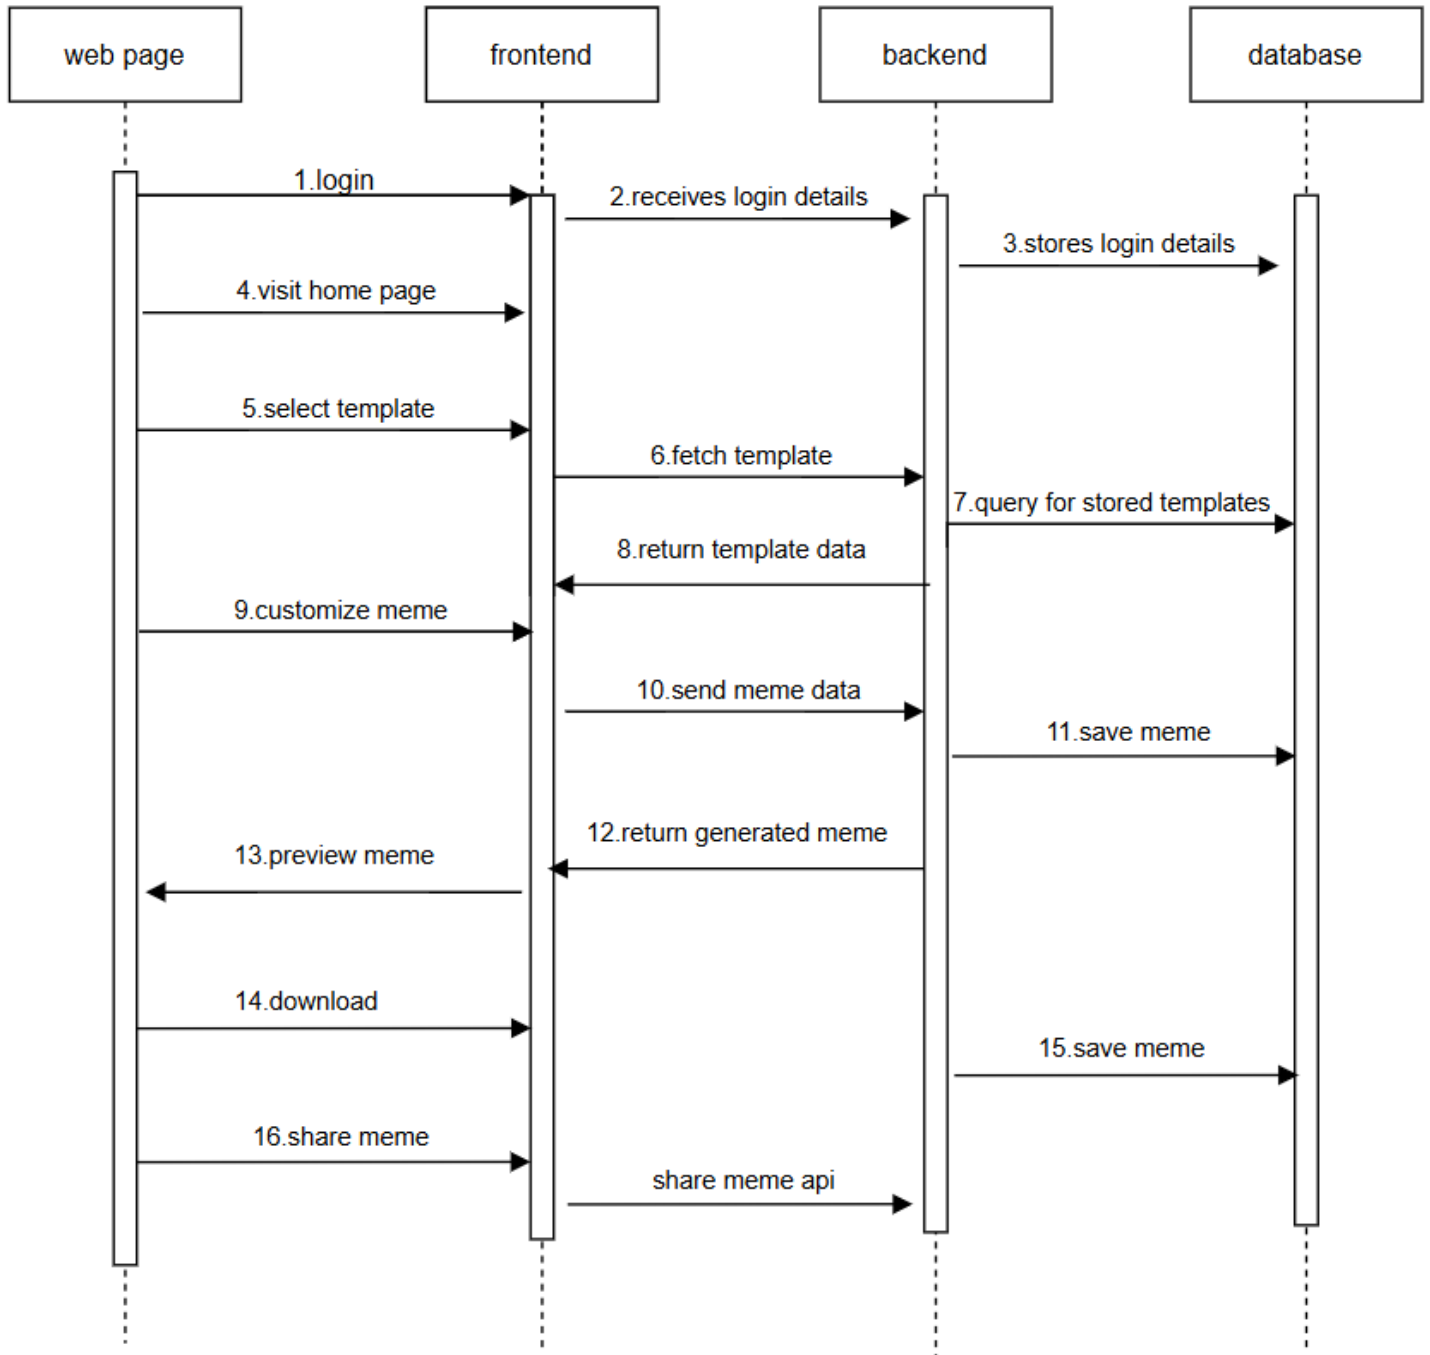 web page
frontend
backend
database
1.login
2.receives login details
3.stores login details
4.visit home page
5.select template
6.fetch template
7.query for stored templates
8.return template data
9.customize meme
10.send meme data
11.save meme
12.return generated meme
13.preview meme
14.download
15.save meme
16.share meme
share meme api